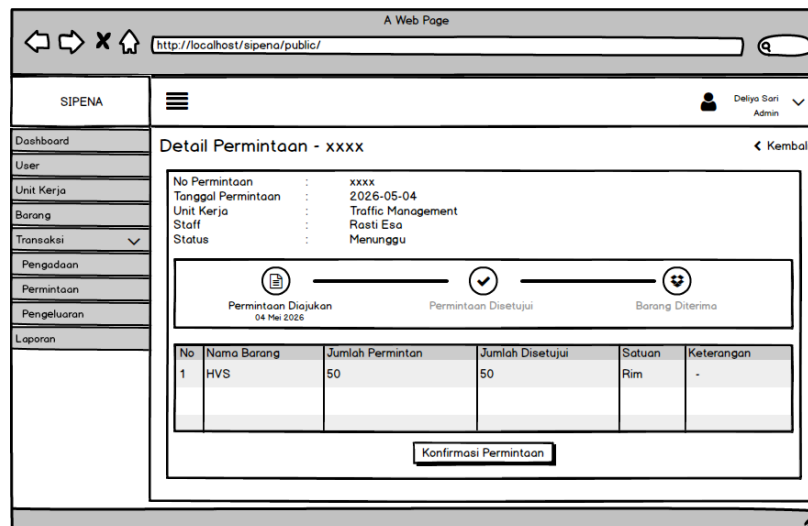 A Web Page
http://localhost/sipena/public/
SIPENA
Deliya Sari
Admin
Dashboard
User
Unit Kerja
Barang
Transaksi
Pengadaan
Permintaan
Pengeluaran
Laporan
Detail Permintaan - xxxx
Kembal
No Permintaan : xxxx
Tanggal Permintaan : 2026-05-04
Unit Kerja : Traffic Management
Staff : Rasti Esa
Status : Menunggu
Permintaan Diajukan Permintaan Disetujui Barang Diterima
04 Mei 2026
No Nama Barang Jumlah Permintan Jumlah Disetujui Satuan Keterangan
1 HVS 50 50 Rim -
Konfirmasi Permintaan